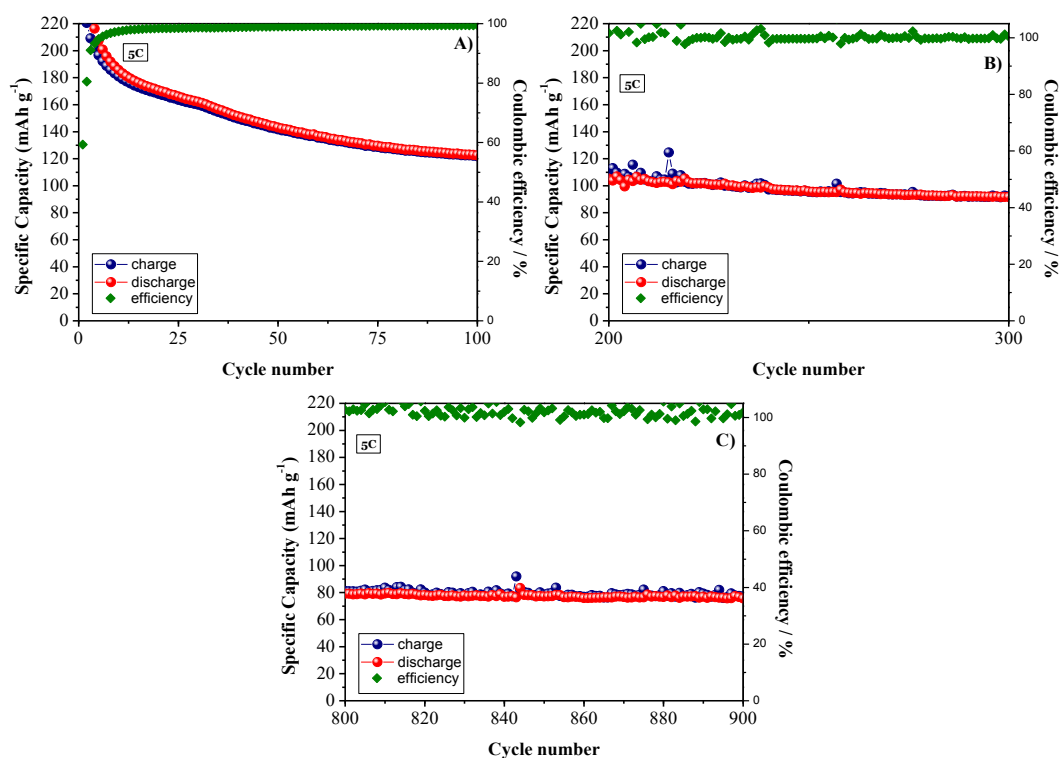 A)
5C
Specific Capacity (mAh g-1)
220
200
180
160
140
120
100
80
60
40
20
0
charge
discharge
efficiency
0
25
50
75
100
Cycle number
100
80
60
40
20
0
Coulombic efficiency / %
B)
5C
Specific Capacity (mAh g-1)
220
200
180
160
140
120
100
80
60
40
20
0
charge
discharge
efficiency
200
300
Cycle number
100
80
60
40
20
0
Coulombic efficiency / %
C)
5C
Specific Capacity (mAh g-1)
220
200
180
160
140
120
100
80
60
40
20
0
charge
discharge
efficiency
800
820
840
860
880
900
Cycle number
100
80
60
40
20
0
Coulombic efficiency / %